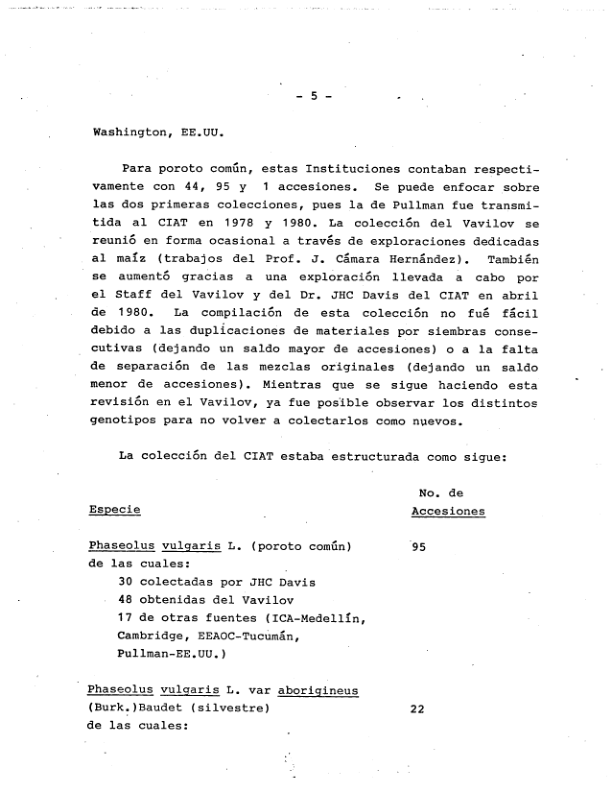 - 5 -
Washington, EE.UU.
Para poroto común, estas Instituciones contaban respecti-
vamente con 44, 95 y 1 accesiones. Se puede enfocar sobre
las dos primeras colecciones, pues la de Pullman fue transmi-
tida al CIAT en 1978 y 1980. La colección del Vavilov se
reunió en forma ocasional a través de exploraciones dedicadas
al maíz (trabajos del Prof. J. Cámara Hernández). También
se aumentó gracias a una exploración llevada a cabo por
el Staff del Vavilov y del Dr. JHC Davis del CIAT en abril
de 1980. La compilación de esta colección no fué fácil
debido a las duplicaciones de materiales por siembras conse-
cutivas (dejando un saldo mayor de accesiones) o a la falta
de separación de las mezclas originales (dejando un saldo
menor de accesiones). Mientras que se sigue haciendo esta
revisión en el Vavilov, ya fue posible observar los distintos
genotipos para no volver a colectarlos como nuevos.
La colección del CIAT estaba estructurada como sigue:
No. de
Especie Accesiones
Phaseolus vulgaris L. (poroto común) 95
de las cuales:
30 colectadas por JHC Davis
48 obtenidas del Vavilov
17 de otras fuentes (ICA-Medellín,
Cambridge, EEAOC-Tucumán,
Pullman-EE.UU.)
Phaseolus vulgaris L. var aborigineus
(Burk.)Baudet (silvestre) 22
de las cuales: